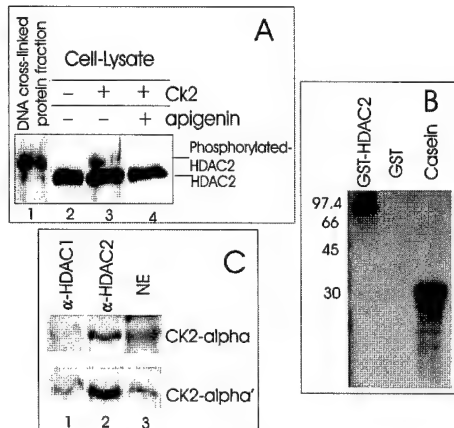 A
DNA cross-linked
protein fraction
Cell-Lysate
– + + Ck2
– – + apigenin
Phosphorylated-
HDAC2
HDAC2
1 2 3 4
B
GST-HDAC2
GST
Casein
97.4
66
45
30
C
α-HDAC1
α-HDAC2
NE
CK2-alpha
CK2-alpha'
1 2 3